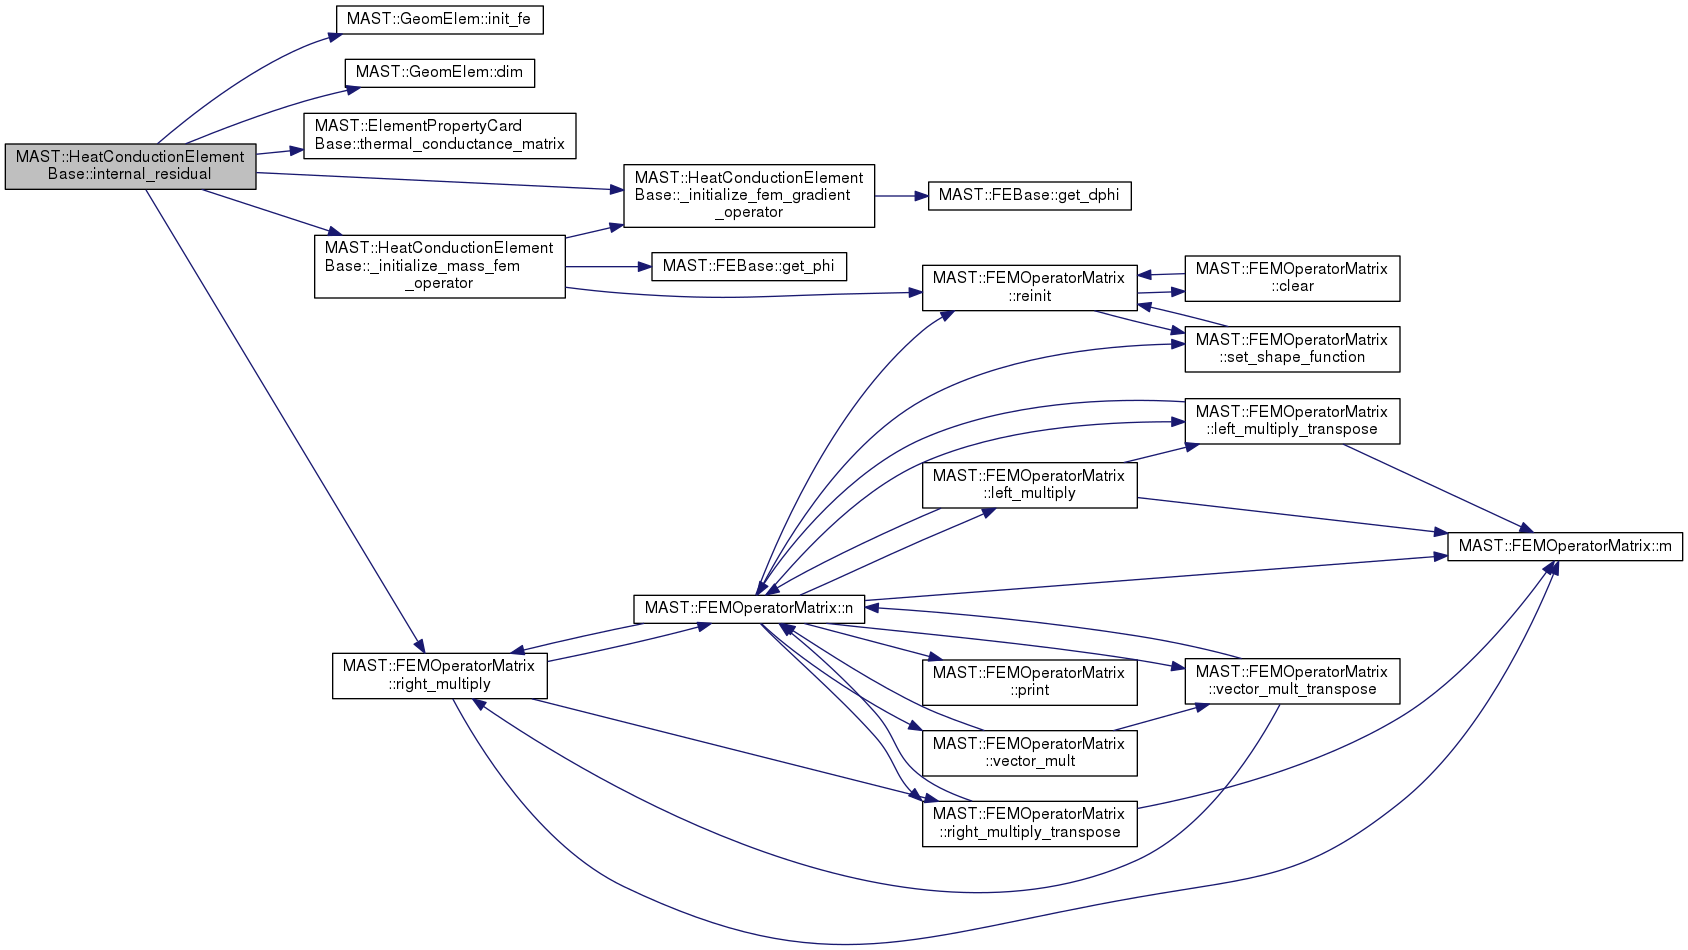 MAST::GeomElem::init_fe
MAST::GeomElem::dim
MAST::ElementPropertyCard
Base::thermal_conductance_matrix
MAST::HeatConductionElement
Base::internal_residual
MAST::HeatConductionElement
Base::_initialize_fem_gradient
_operator
MAST::FEBase::get_dphi
MAST::HeatConductionElement
Base::_initialize_mass_fem
_operator
MAST::FEBase::get_phi
MAST::FEMOperatorMatrix
::reinit
MAST::FEMOperatorMatrix
::clear
MAST::FEMOperatorMatrix
::set_shape_function
MAST::FEMOperatorMatrix
::left_multiply_transpose
MAST::FEMOperatorMatrix
::left_multiply
MAST::FEMOperatorMatrix::m
MAST::FEMOperatorMatrix::n
MAST::FEMOperatorMatrix
::right_multiply
MAST::FEMOperatorMatrix
::print
MAST::FEMOperatorMatrix
::vector_mult_transpose
MAST::FEMOperatorMatrix
::vector_mult
MAST::FEMOperatorMatrix
::right_multiply_transpose